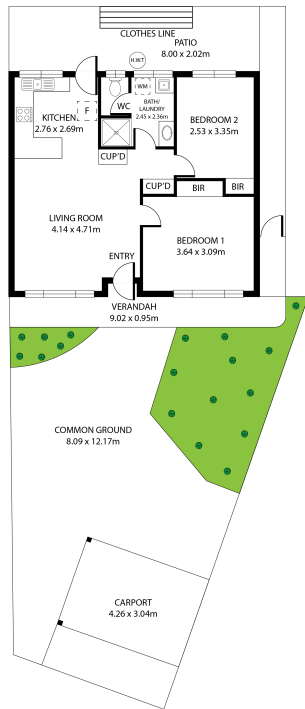 CLOTHES LINE
PATIO
8.00 x 2.02m
H.W.T
KITCHEN
2.76 x 2.69m
F
WC
WM
BATH/
LAUNDRY
2.45 x 2.36m
BEDROOM 2
2.53 x 3.35m
CUP'D
CUP'D
BIR
BIR
LIVING ROOM
4.14 x 4.71m
BEDROOM 1
3.64 x 3.09m
ENTRY
VERANDAH
9.02 x 0.95m
COMMON GROUND
8.09 x 12.17m
CARPORT
4.26 x 3.04m